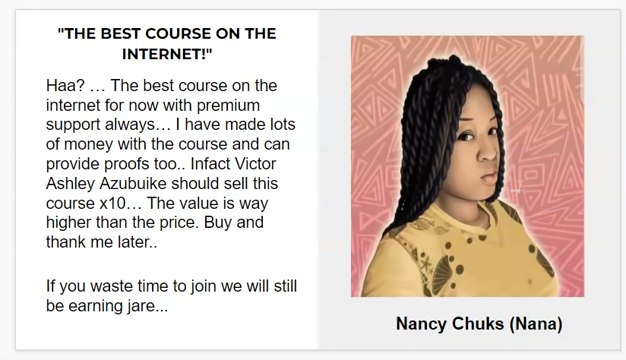 "THE BEST COURSE ON THE
INTERNET!"
Haa? … The best course on the
internet for now with premium
support always… I have made lots
of money with the course and can
provide proofs too.. Infact Victor
Ashley Azubuike should sell this
course x10… The value is way
higher than the price. Buy and
thank me later..
If you waste time to join we will still
be earning jare...
Nancy Chuks (Nana)